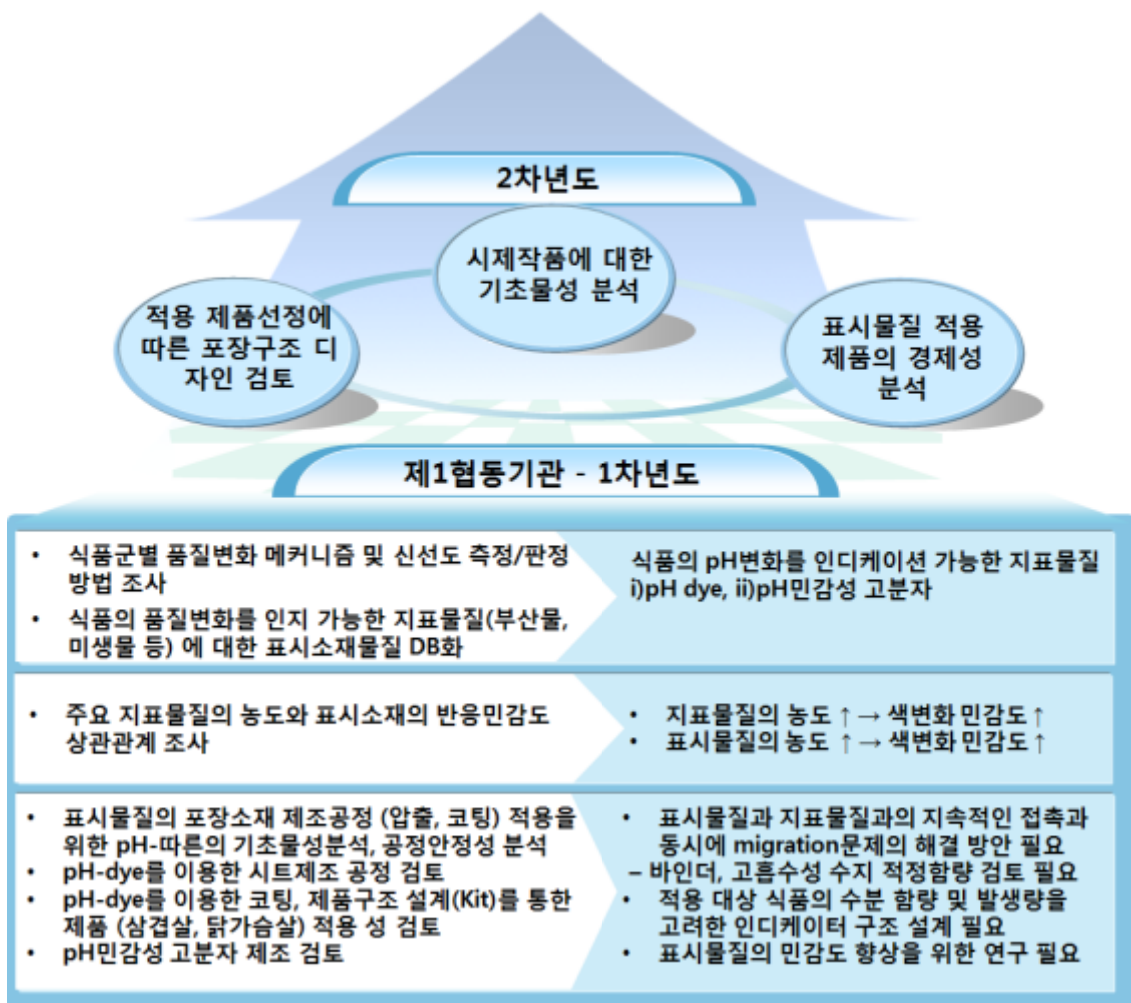 2차년도
시제작품에 대한
기초물성 분석
적용 제품선정에
따른 포장구조 디
자인 검토
표시물질 적용
제품의 경제성
분석
제1협동기관 - 1차년도
• 식품군별 품질변화 메커니즘 및 신선도 측정/판정
방법 조사
• 식품의 품질변화를 인지 가능한 지표물질(부산물,
미생물 등) 에 대한 표시소재물질 DB화
식품의 pH변화를 인디케이션 가능한 지표물질
i)pH dye, ii)pH민감성 고분자
• 주요 지표물질의 농도와 표시소재의 반응민감도
상관관계 조사
• 지표물질의 농도 ↑ → 색변화 민감도 ↑
• 표시물질의 농도 ↑ → 색변화 민감도 ↑
• 표시물질의 포장소재 제조공정 (압출, 코팅) 적용을
위한 pH-따른의 기초물성분석, 공정안정성 분석
• pH-dye를 이용한 시트제조 공정 검토
• pH-dye를 이용한 코팅, 제품구조 설계(Kit)를 통한
제품 (삼겹살, 닭가슴살) 적용 성 검토
• pH민감성 고분자 제조 검토
• 표시물질과 지표물질과의 지속적인 접촉과
동시에 migration문제의 해결 방안 필요
– 바인더, 고흡수성 수지 적정함량 검토 필요
• 적용 대상 식품의 수분 함량 및 발생량을
고려한 인디케이터 구조 설계 필요
• 표시물질의 민감도 향상을 위한 연구 필요